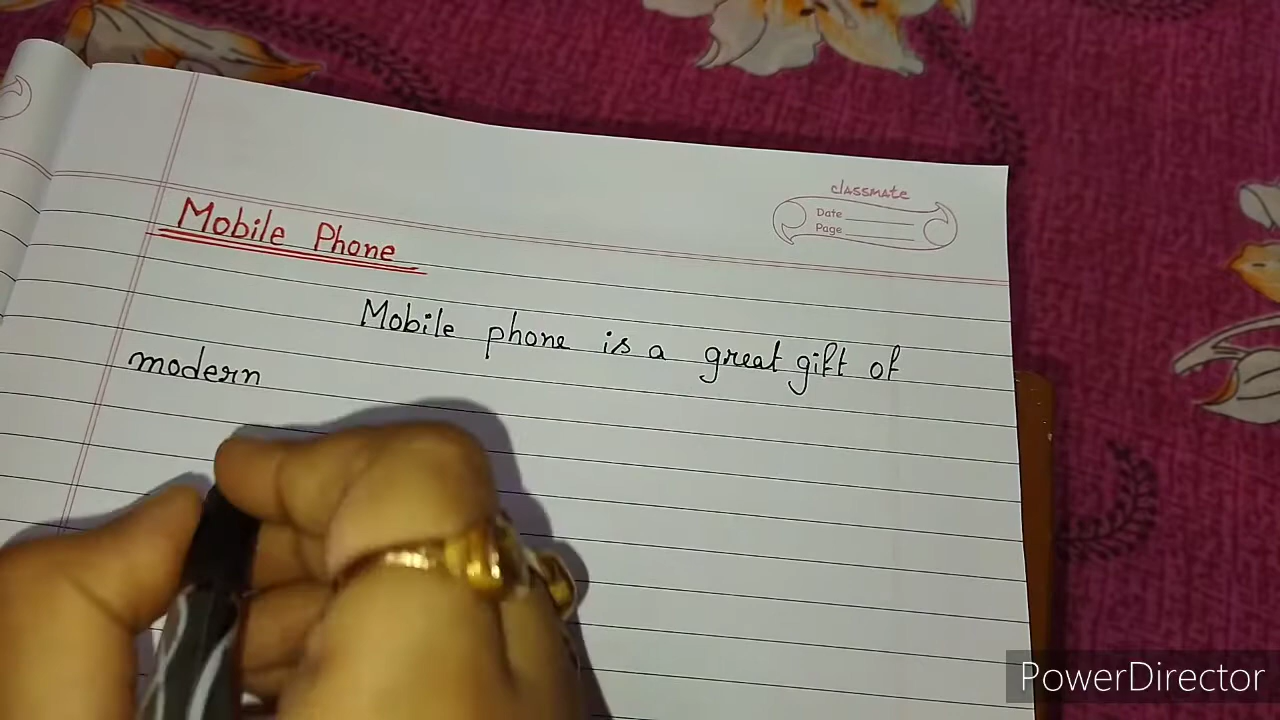 classmate
Date
Page
Mobile Phone
Mobile phone is a great gift of
modern
PowerDirector